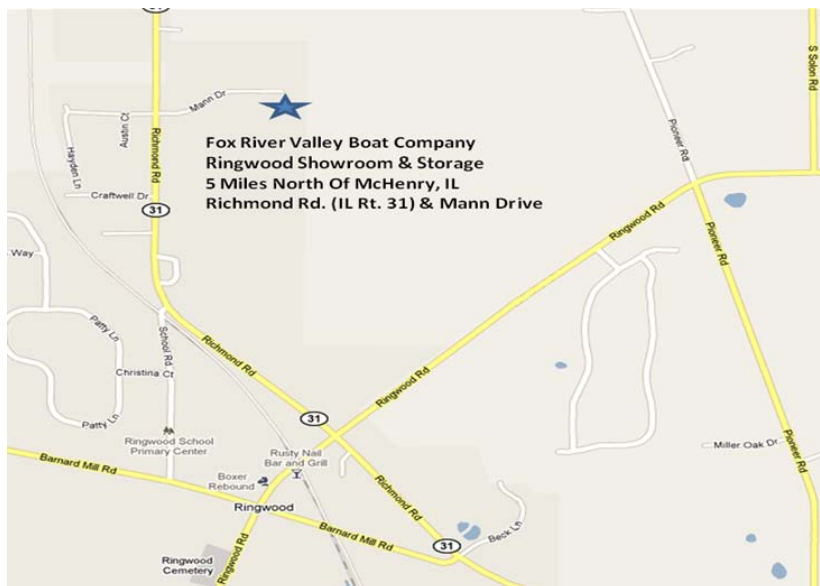 31
S Solon Rd
Mann Dr
Austin Ct
Hayden Ln
Richmond Rd
Pioneer Rd
Fox River Valley Boat Company
Ringwood Showroom & Storage
5 Miles North Of McHenry, IL
Richmond Rd. (IL Rt. 31) & Mann Drive
Craftwell Dr
31
Ringwood Rd
Way
Pioneer Rd
Patty Ln
School Rd
Richmond Rd
Christina Ct
Ringwood Rd
31
Patty Ln
Ringwood School
Primary Center
Rusty Nail
Bar and Grill
Miller Oak Dr
Pioneer Rd
Barnard Mill Rd
Boxer
Rebound
Richmond Rd
Ringwood
Barnard Mill Rd
Beck Ln
31
Ringwood Rd
Ringwood
Cemetery